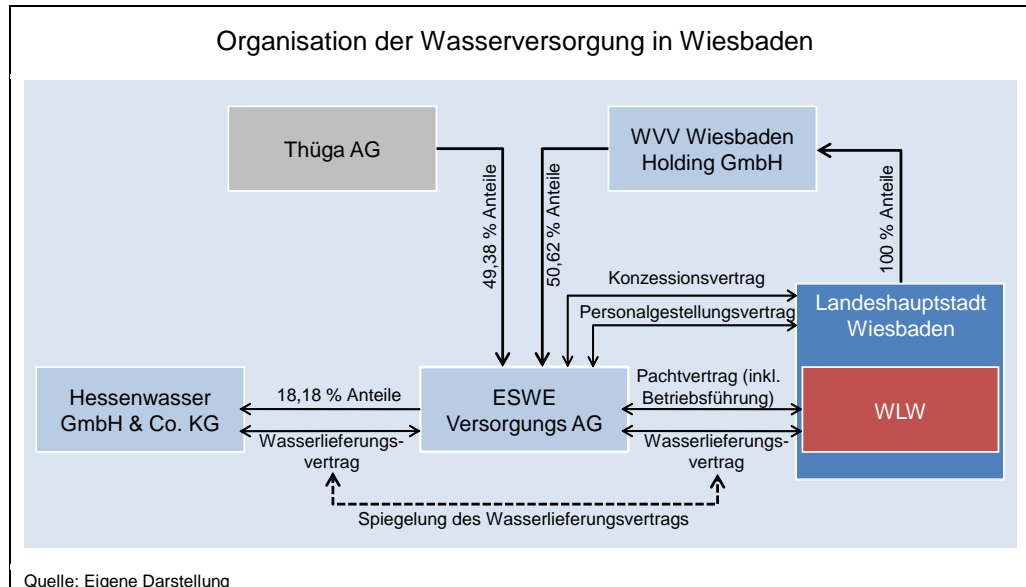 Organisation der Wasserversorgung in Wiesbaden
Thüga AG
WVV Wiesbaden
Holding GmbH
49,38 % Anteile
50,62 % Anteile
100 % Anteile
Konzessionsvertrag
Personalgestellungsvertrag
Landeshauptstadt
Wiesbaden
Hessenwasser
GmbH & Co. KG
18,18 % Anteile
Wasserlieferungs-
vertrag
ESWE
Versorgungs AG
Pachtvertrag (inkl.
Betriebsführung)
Wasserlieferungs-
vertrag
WLW
Spiegelung des Wasserlieferungsvertrags
Quelle: Eigene Darstellung